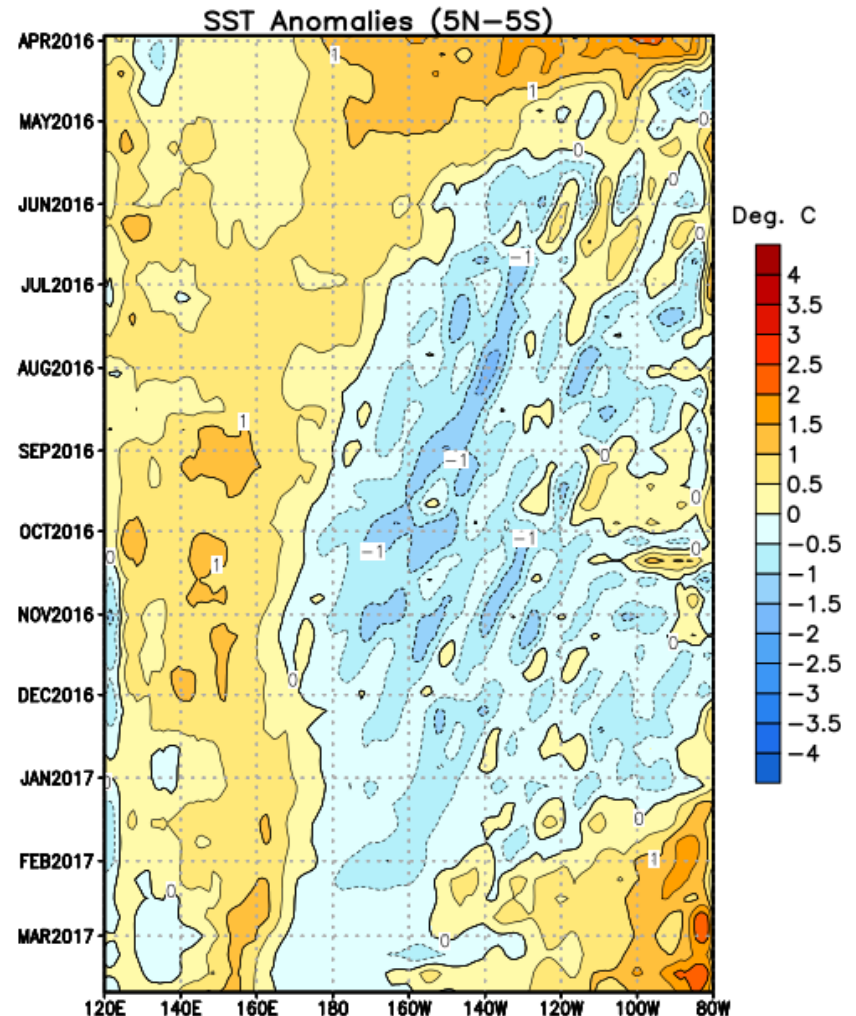 SST Anomalies (5N-5S)
APR2016
1
1
MAY2016
0
0
JUN2016
0
Deg. C
0
-1
4
JUL2016
3.5
3
2.5
AUG2016
2
1.5
1
1
SEP2016
0
-1
0.5
0
0
OCT2016
-1
-0.5
0
-1
0
1
-1
-1.5
NOV2016
-2
0
-2.5
0
DEC2016
-3
-3.5
-4
JAN2017
0
0
1
FEB2017
0
MAR2017
0
120E 140E 160E 180 160W 140W 120W 100W 80W